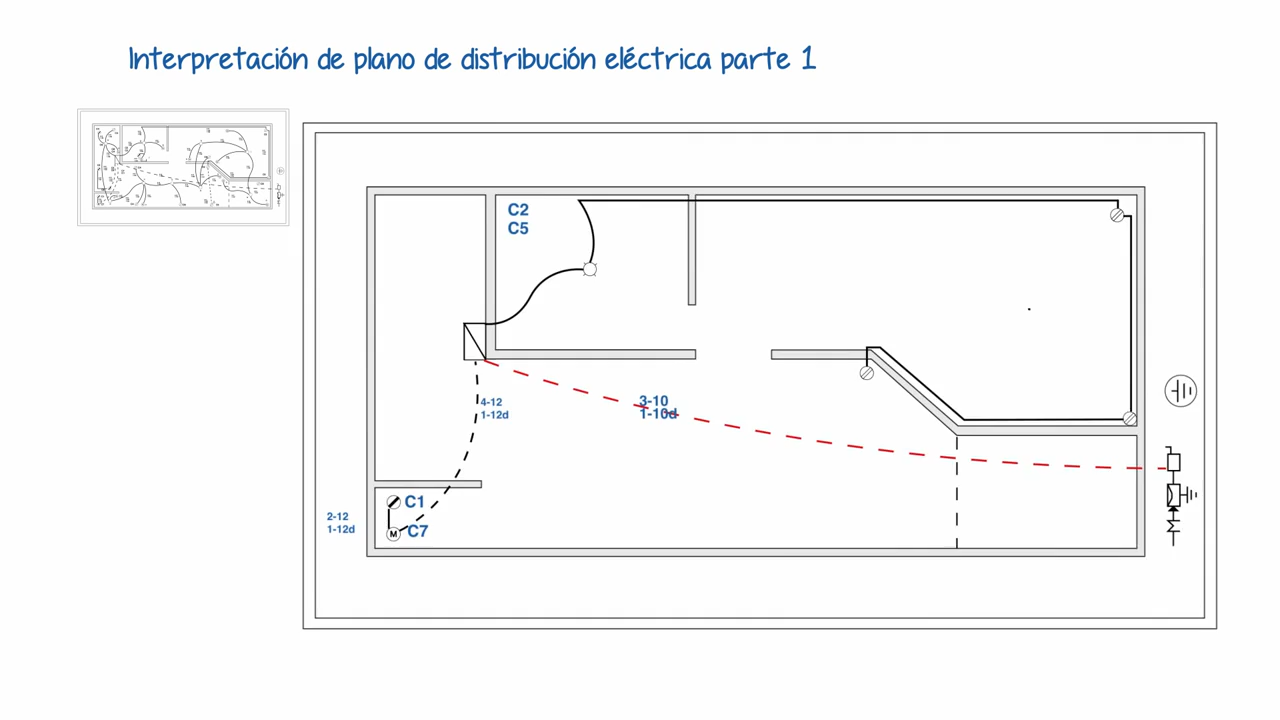 Interpretación de plano de distribución eléctrica parte 1
C2
C5
4-12
1-12d
3-10
1-10d
C1
2-12
1-12d
C7
M